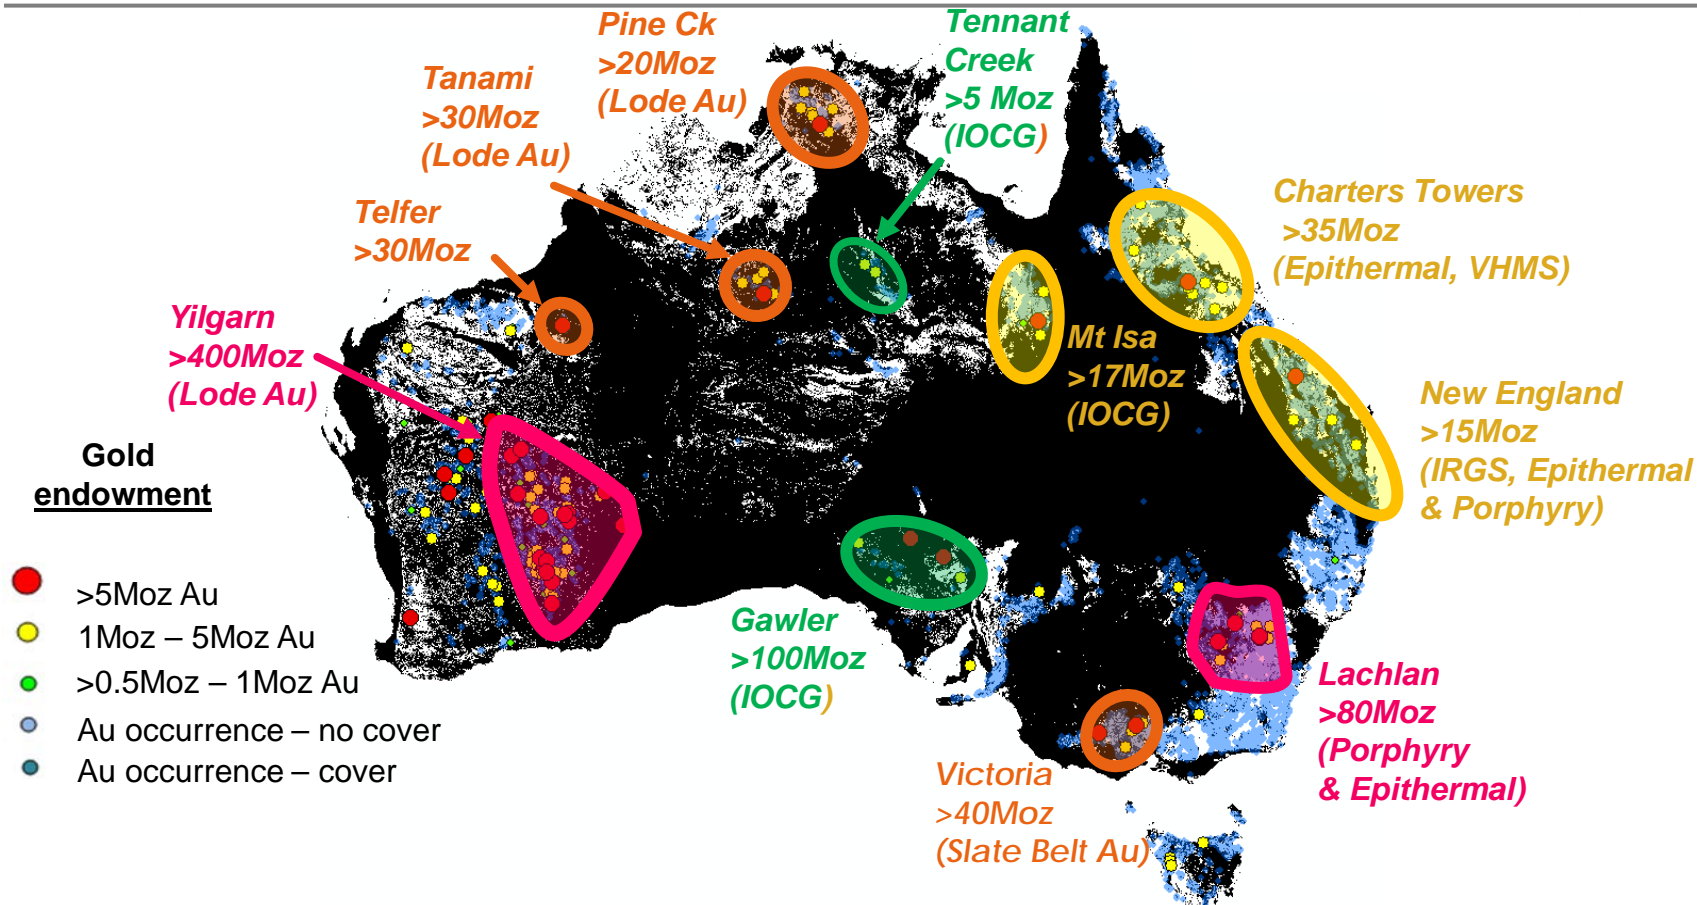 Pine Ck
>20Moz
(Lode Au)
Tennant
Creek
>5 Moz
(IOCG)
Tanami
>30Moz
(Lode Au)
Telfer
>30Moz
Charters Towers
>35Moz
(Epithermal, VHMS)
Yilgarn
>400Moz
(Lode Au)
Mt Isa
>17Moz
(IOCG)
New England
>15Moz
(IRGS, Epithermal
& Porphyry)
Gold
endowment
>5Moz Au
1Moz – 5Moz Au
>0.5Moz – 1Moz Au
Au occurrence – no cover
Au occurrence – cover
Gawler
>100Moz
(IOCG)
Lachlan
>80Moz
(Porphyry
& Epithermal)
Victoria
>40Moz
(Slate Belt Au)